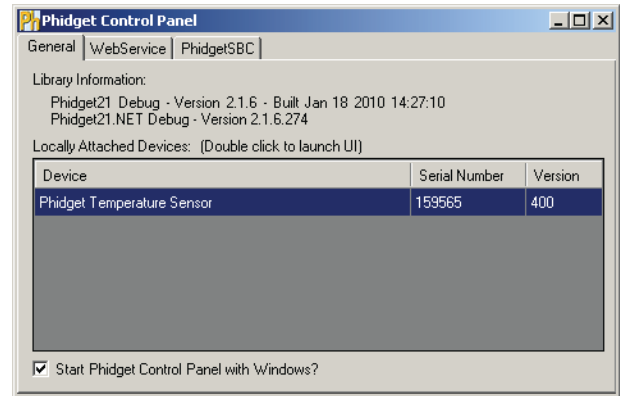 Ph Phidget Control Panel
General WebService PhidgetSBC
Library Information:
Phidget21 Debug - Version 2.1.6 - Built Jan 18 2010 14:27:10
Phidget21.NET Debug - Version 2.1.6.274
Locally Attached Devices: (Double click to launch UI)
Device Serial Number Version
Phidget Temperature Sensor 159565 400
Start Phidget Control Panel with Windows?